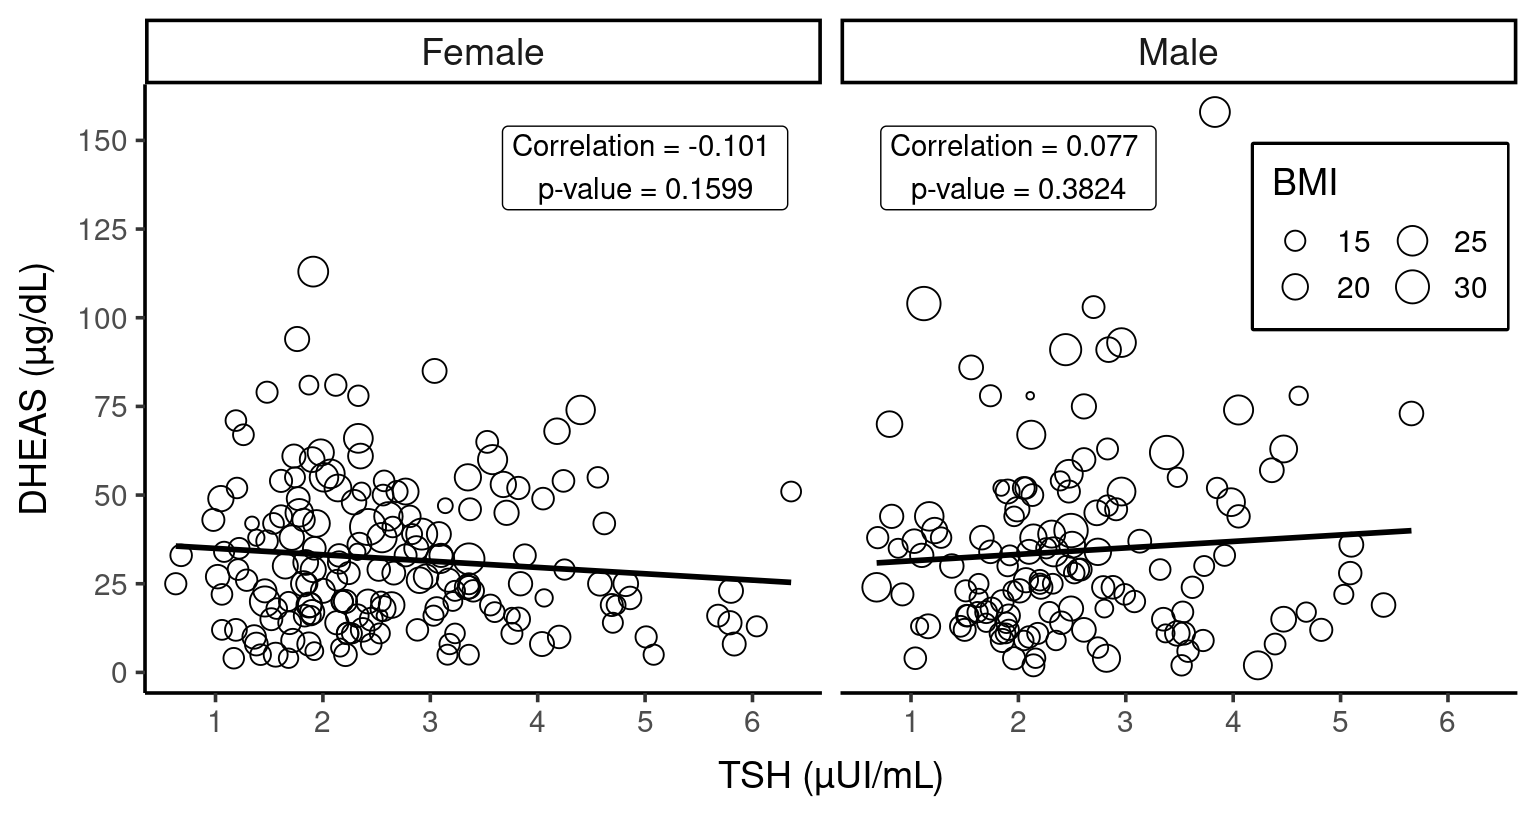 Female
Male
Correlation = -0.101
p-value = 0.1599
Correlation = 0.077
p-value = 0.3824
BMI
15
25
20
30
DHEAS (µg/dL)
150
125
100
75
50
25
0
1 2 3 4 5 6
1 2 3 4 5 6
TSH (µUI/mL)